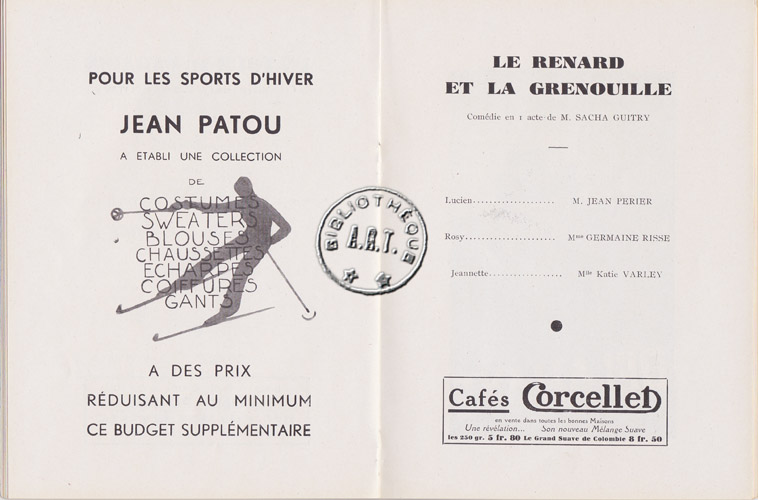 POUR LES SPORTS D'HIVER
JEAN PATOU
A ETABLI UNE COLLECTION
DE
COSTUMES
SWEATERS
BLOUSES
CHAUSSETTES
ECHARPES
COIFFURES
GANTS
A DES PRIX
RÉDUISANT AU MINIMUM
CE BUDGET SUPPLÉMENTAIRE
BIBLIOTHÈQUE
A.R.T.
LE RENARD
ET LA GRENOUILLE
Comédie en 1 acte de M. SACHA GUITRY
Lucien.................... M. JEAN PERIER
Rosy...................... Mme GERMAINE RISSE
Jeannette.................. Mlle Katie VARLEY
Cafés Corcellet
en vente dans toutes les bonnes Maisons
Une révélation... Son nouveau Mélange Suave
les 250 gr. 5 fr. 80 Le Grand Suave de Colombie 8 fr. 50